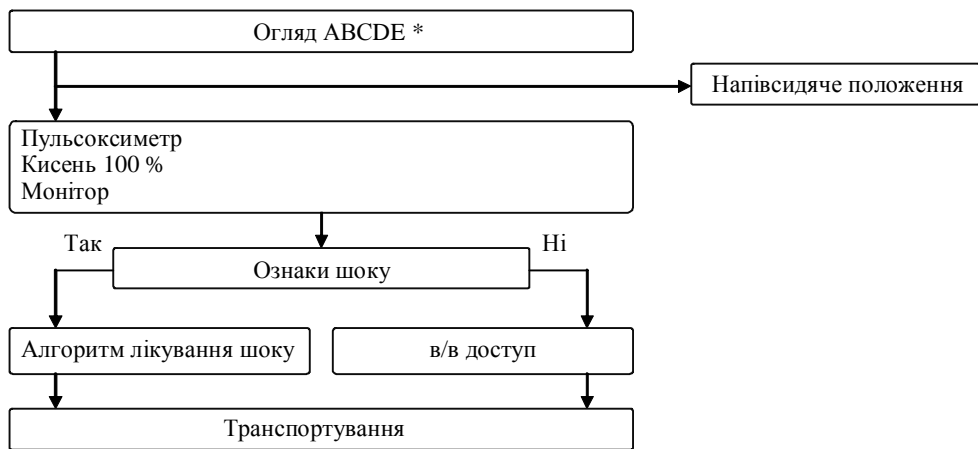 Огляд ABCDE *
Напівсидяче положення
Пульсоксиметр
Кисень 100 %
Монітор
Так
Ні
Ознаки шоку
Алгоритм лікування шоку
в/в доступ
Транспортування